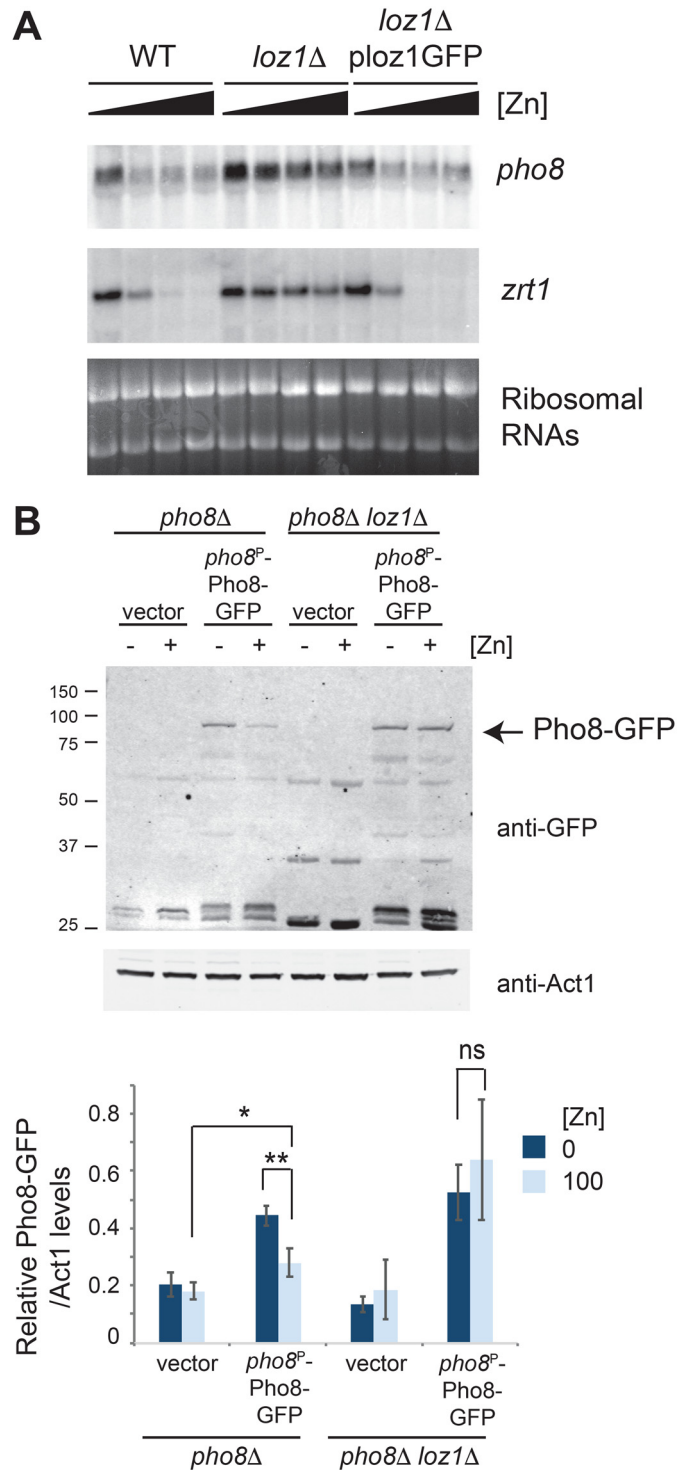 A
WT
loz1Δ
loz1Δ
ploz1GFP
[Zn]
pho8
zrt1
Ribosomal
RNAs
B
pho8Δ
pho8Δ loz1Δ
vector
pho8ᴾ-
Pho8-
GFP
vector
pho8ᴾ-
Pho8-
GFP
- + - + - + - + [Zn]
150
100
75
50
37
25
Pho8-GFP
anti-GFP
anti-Act1
Relative Pho8-GFP
/Act1 levels
0.8
0.6
0.4
0.2
0
*
**
ns
[Zn]
0
100
vector
pho8ᴾ-
Pho8-
GFP
vector
pho8ᴾ-
Pho8-
GFP
pho8Δ
pho8Δ loz1Δ